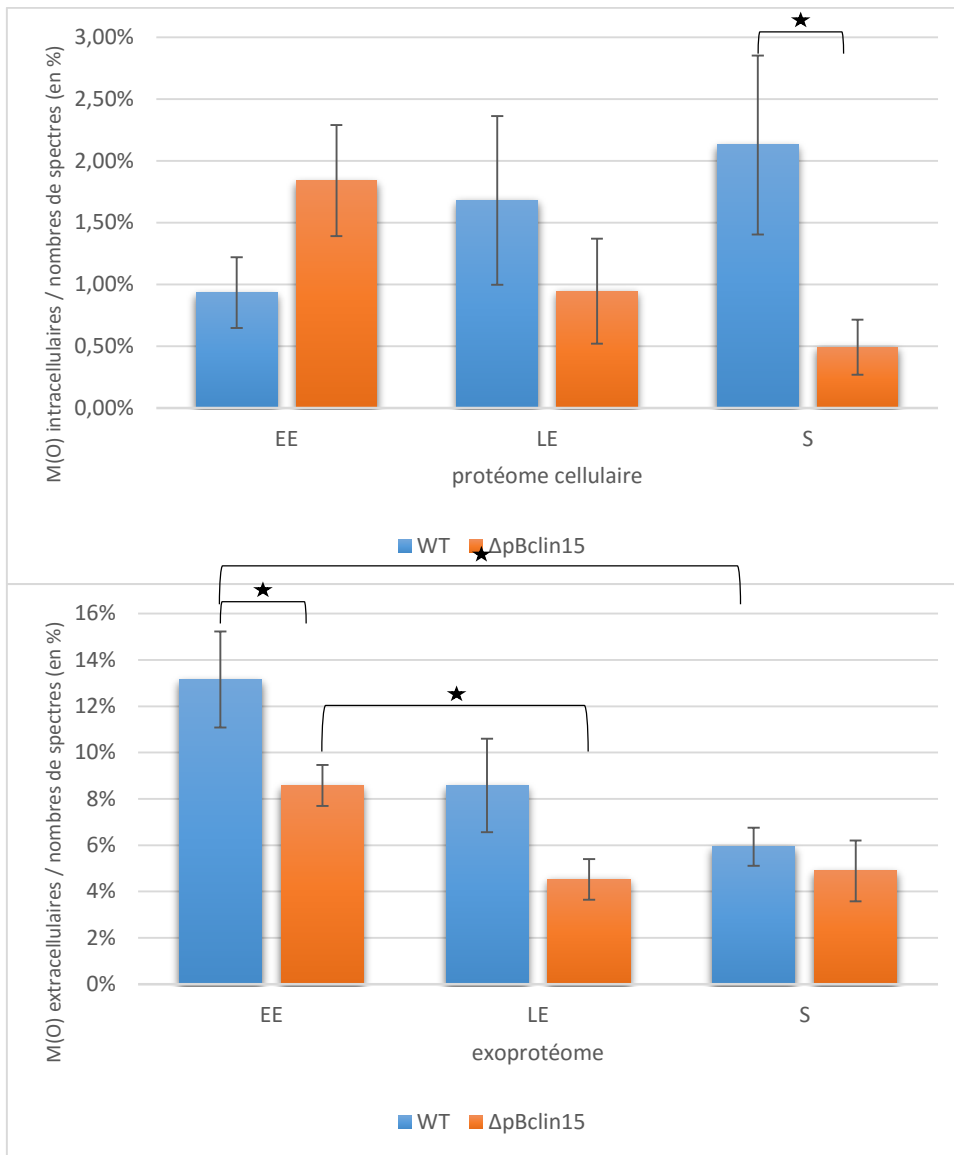 M(O) intracellulaires / nombres de spectres (en %)
3,00%
2,50%
2,00%
1,50%
1,00%
0,50%
0,00%
EE LE S
protéome cellulaire
WT ΔpBclin15
M(O) extracellulaires / nombres de spectres (en %)
16%
14%
12%
10%
8%
6%
4%
2%
0%
EE LE S
exoprotéome
WT ΔpBclin15